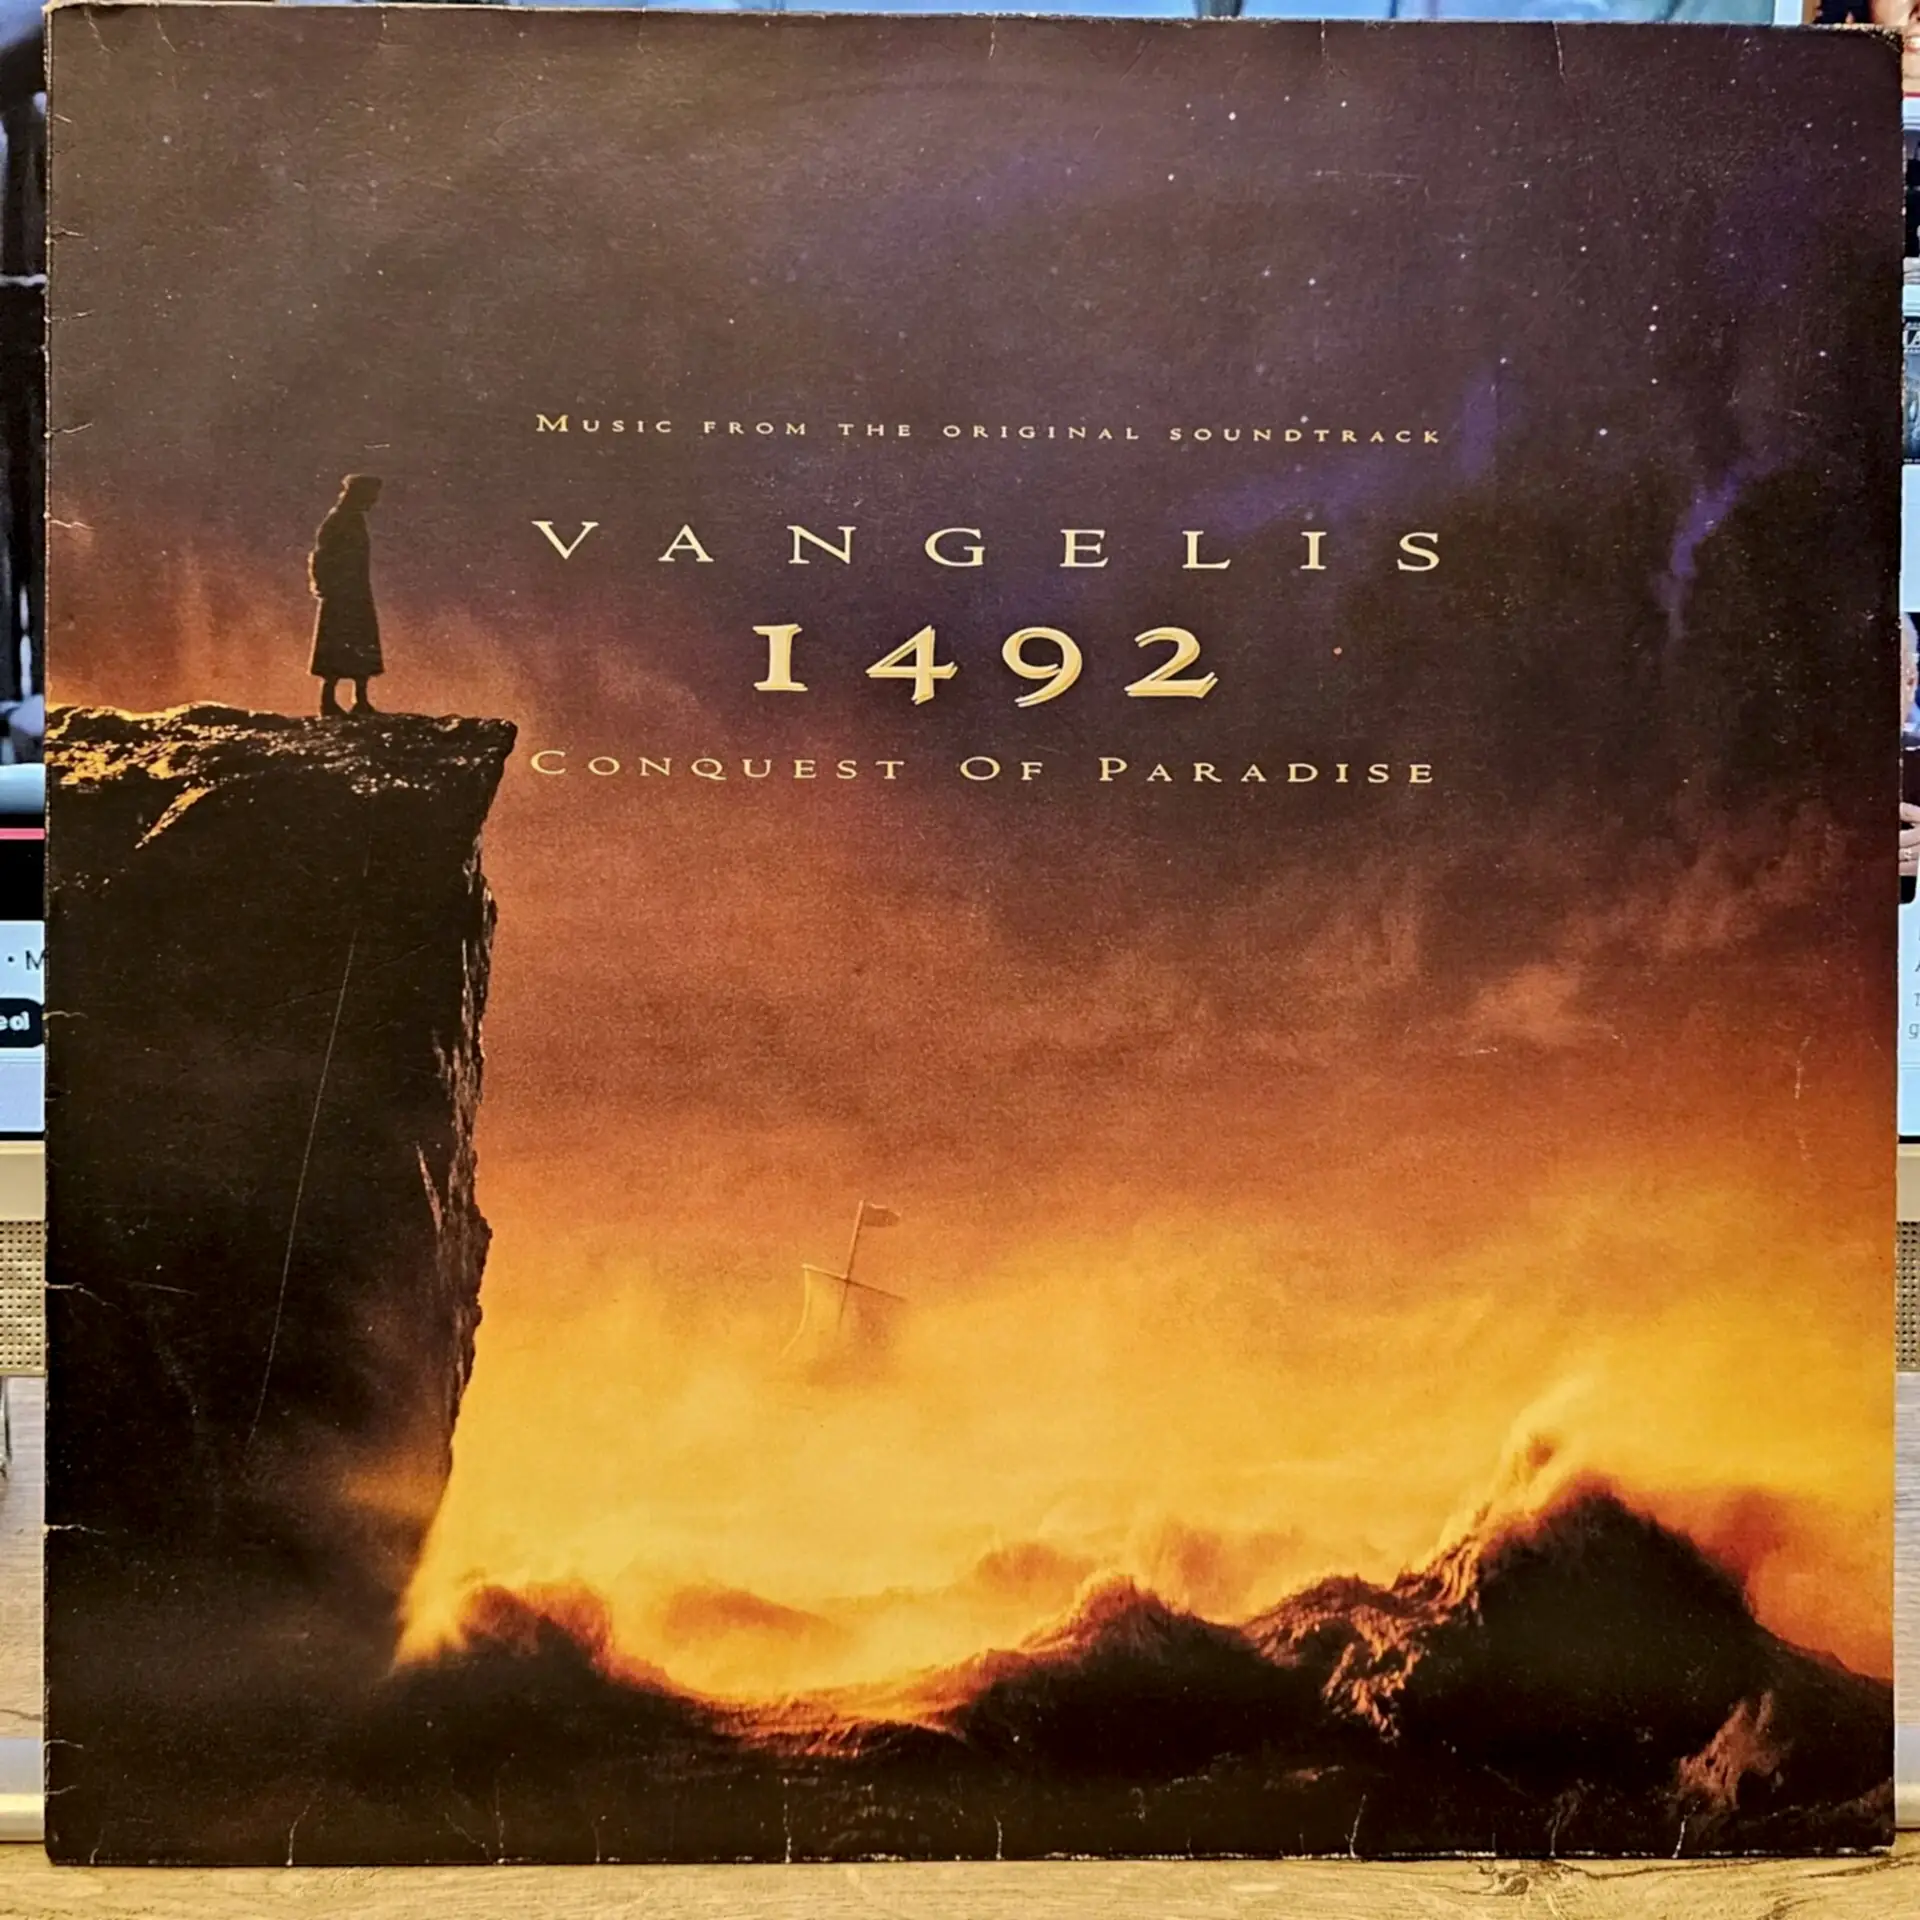 Music from the original soundtrack
VANGELIS
1492
Conquest Of Paradise